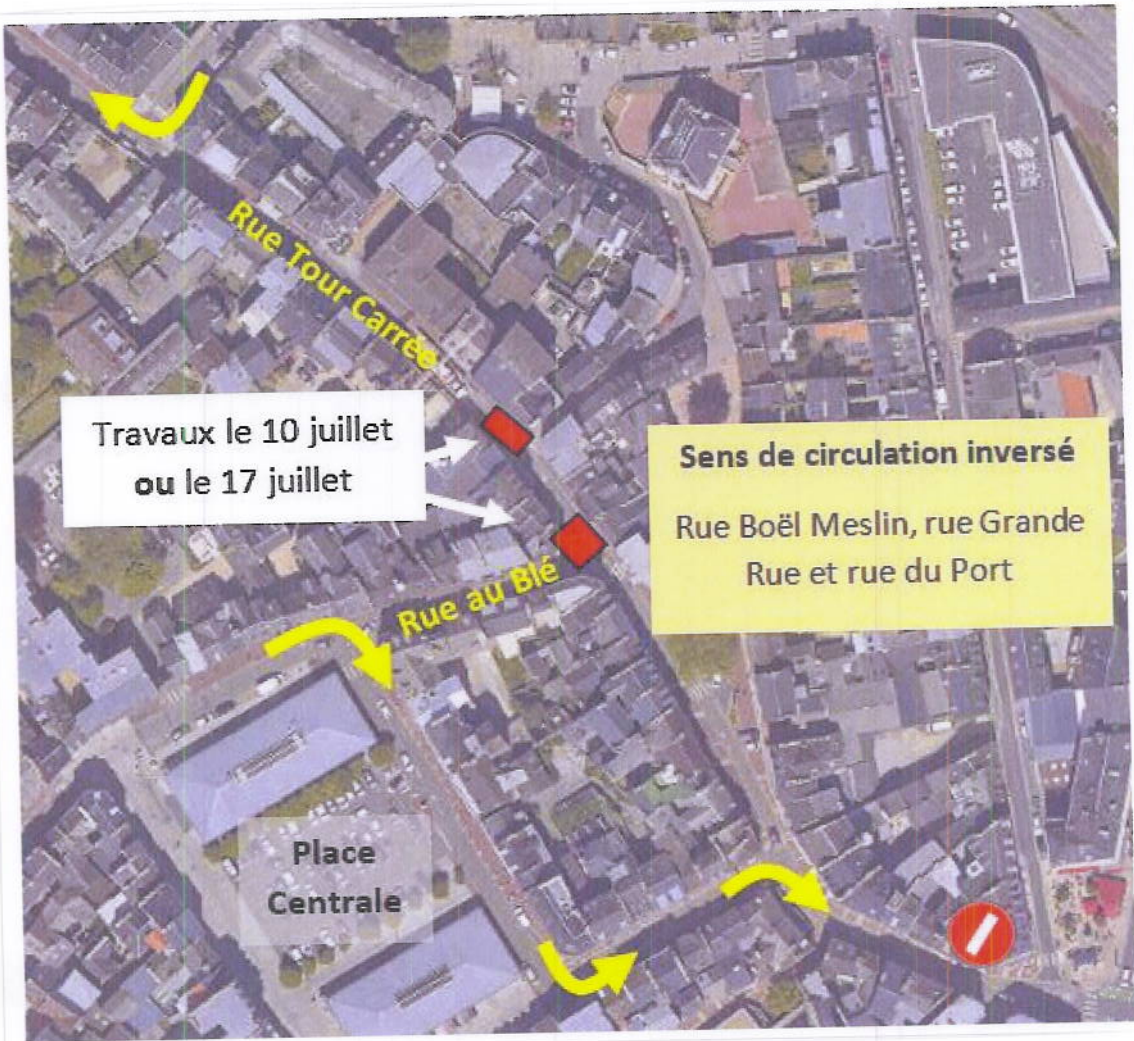 Rue Tour Carrée
Travaux le 10 juillet
ou le 17 juillet
Sens de circulation inversé
Rue Boël Meslin, rue Grande
Rue et rue du Port
Rue au Blé
Place
Centrale